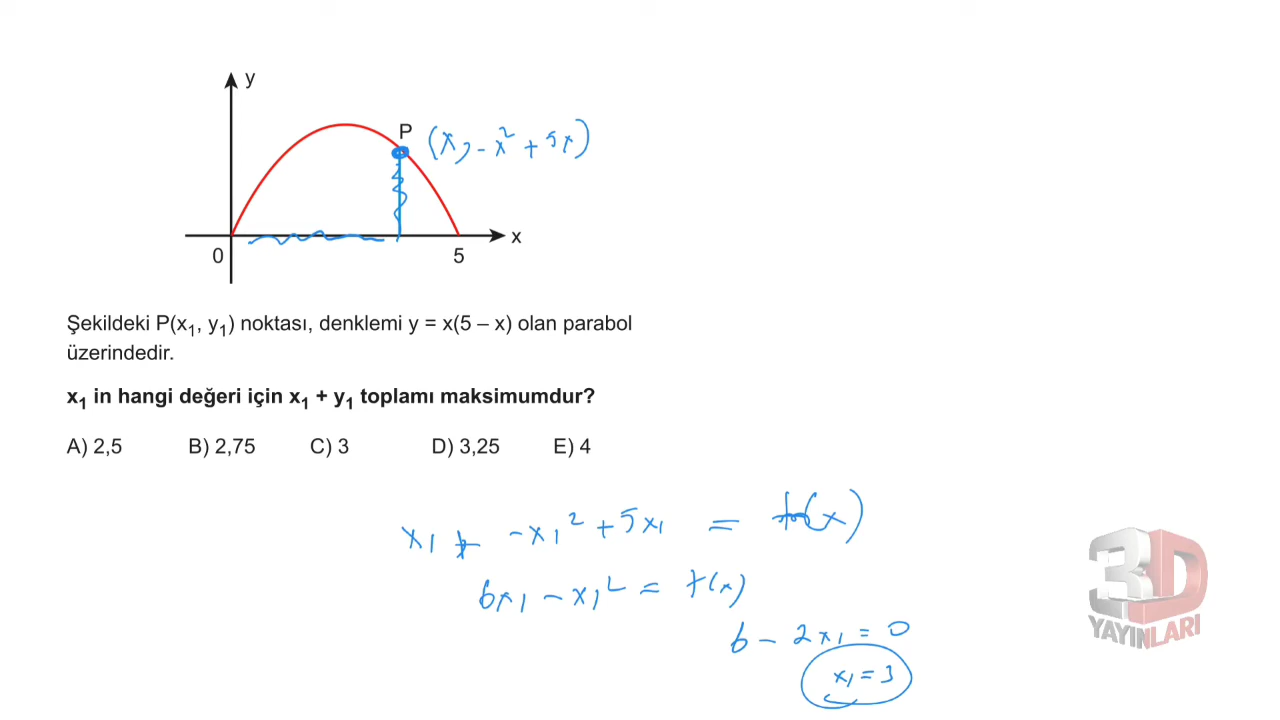 y
P (x, -x² + 5x)
0 5 x
Şekildeki P(x₁, y₁) noktası, denklemi y = x(5 – x) olan parabol
üzerindedir.
x₁ in hangi değeri için x₁ + y₁ toplamı maksimumdur?
A) 2,5 B) 2,75 C) 3 D) 3,25 E) 4
x₁ + -x₁² + 5x₁ = f(x)
6x₁ - x₁² = f(x)
6 - 2x₁ = 0
x₁ = 3
3D
YAYINLARI